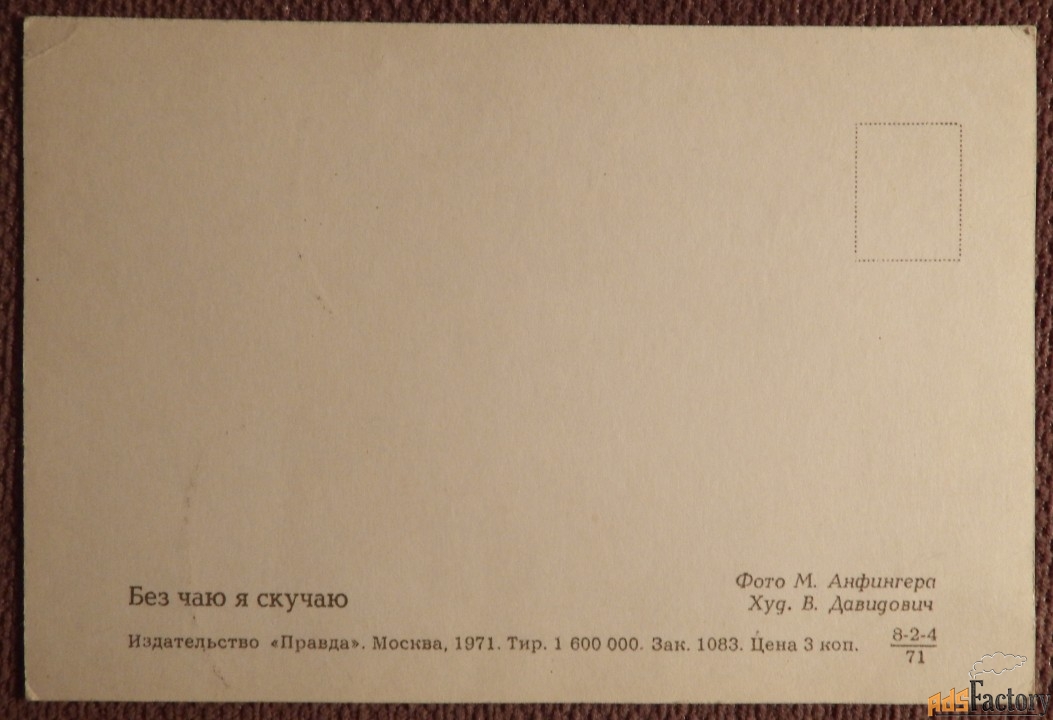 Без чаю я скучаю
Фото М. Анфингера
Худ. В. Давидович
Издательство «Правда». Москва, 1971. Тир. 1 600 000. Зак. 1083. Цена 3 коп.
8-2-4
71
AdsFactory